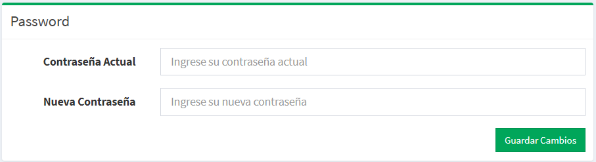 Password
Contraseña Actual
Ingrese su contraseña actual
Nueva Contraseña
Ingrese su nueva contraseña
Guardar Cambios